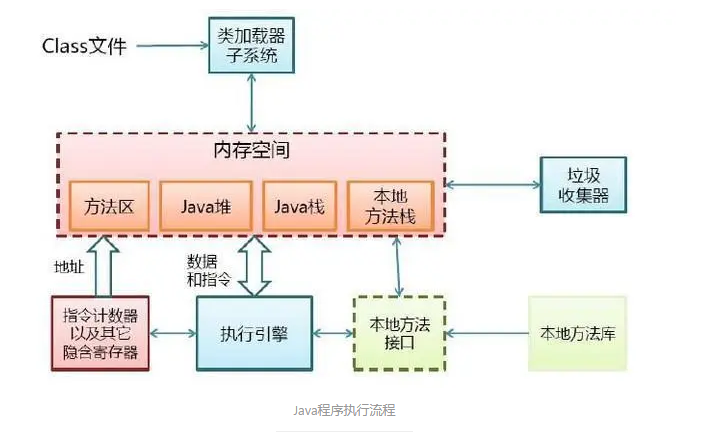 Class文件
类加载器
子系统
内存空间
方法区
Java堆
Java栈
本地
方法栈
垃圾
收集器
地址
数据
和指令
指令计数器
以及其它
隐含寄存器
执行引擎
本地方法
接口
本地方法库
Java程序执行流程